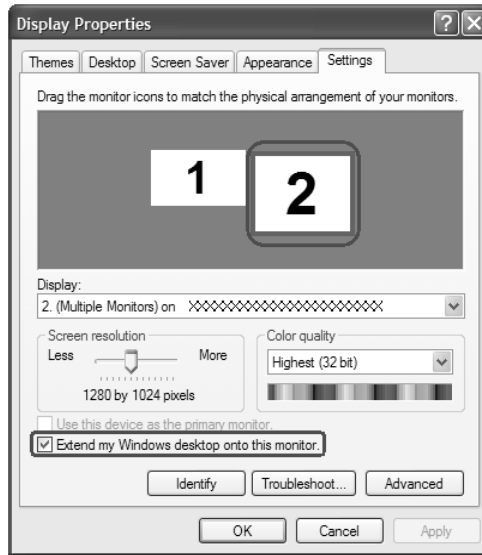 Display Properties
Themes Desktop Screen Saver Appearance Settings
Drag the monitor icons to match the physical arrangement of your monitors.
1 2
Display:
2. (Multiple Monitors) on XXXXXXXXXXXXXXXXXXXXXX
Screen resolution Color quality
Less More Highest (32 bit)
1280 by 1024 pixels
Use this device as the primary monitor.
Extend my Windows desktop onto this monitor.
Identify Troubleshoot... Advanced
OK Cancel Apply